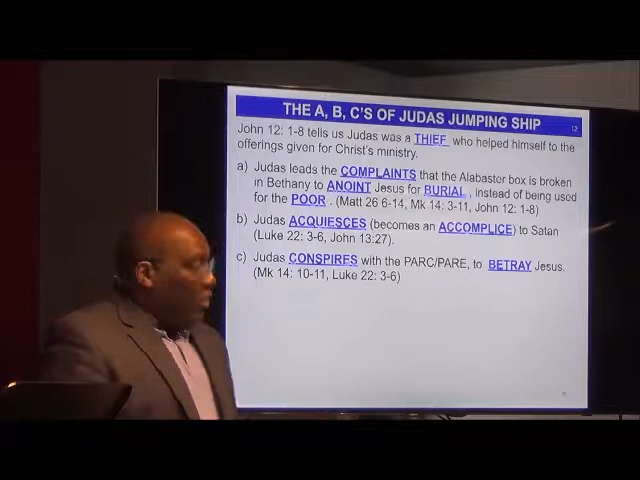 THE A, B, C'S OF JUDAS JUMPING SHIP
12
John 12: 1-8 tells us Judas was a THIEF who helped himself to the
offerings given for Christ's ministry.
a) Judas leads the COMPLAINTS that the Alabaster box is broken
in Bethany to ANOINT Jesus for BURIAL , instead of being used
for the POOR . (Matt 26 6-14, Mk 14: 3-11, John 12: 1-8)
b) Judas ACQUIESCES (becomes an ACCOMPLICE) to Satan
(Luke 22: 3-6, John 13:27).
c) Judas CONSPIRES with the PARC/PARE, to BETRAY Jesus.
(Mk 14: 10-11, Luke 22: 3-6)